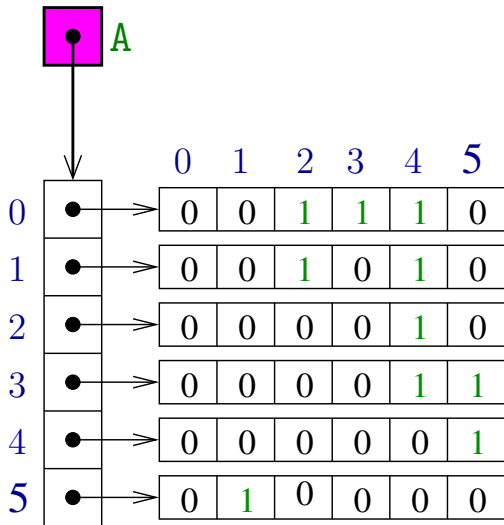 A
0 1 2 3 4 5
0 0 0 1 1 1 0
1 0 0 1 0 1 0
2 0 0 0 0 1 0
3 0 0 0 0 1 1
4 0 0 0 0 0 1
5 0 1 0 0 0 0